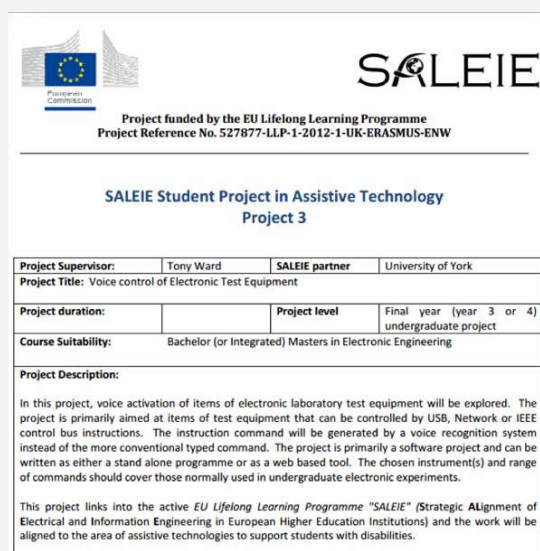 SALEIE
European
Commission
Project funded by the EU Lifelong Learning Programme
Project Reference No. 527877-LLP-1-2012-1-UK-ERASMUS-ENW
SALEIE Student Project in Assistive Technology
Project 3
Project Supervisor: Tony Ward SALEIE partner University of York
Project Title: Voice control of Electronic Test Equipment
Project duration: Project level Final year (year 3 or 4)
undergraduate project
Course Suitability: Bachelor (or Integrated) Masters in Electronic Engineering
Project Description:
In this project, voice activation of items of electronic laboratory test equipment will be explored. The
project is primarily aimed at items of test equipment that can be controlled by USB, Network or IEEE
control bus instructions. The instruction command will be generated by a voice recognition system
instead of the more conventional typed command. The project is primarily a software project and can be
written as either a stand alone programme or as a web based tool. The chosen instrument(s) and range
of commands should cover those normally used in undergraduate electronic experiments.
This project links into the active EU Lifelong Learning Programme "SALEIE" (Strategic ALignment of
Electrical and Information Engineering in European Higher Education Institutions) and the work will be
aligned to the area of assistive technologies to support students with disabilities.